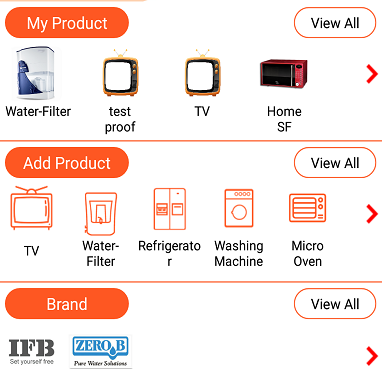 My Product
View All
Water-Filter
test
proof
TV
Home
SF
Add Product
View All
TV
Water-
Filter
Refrigerato
r
Washing
Machine
Micro
Oven
Brand
View All
IFB
Set yourself free
ZERO B
Pure Water Solutions